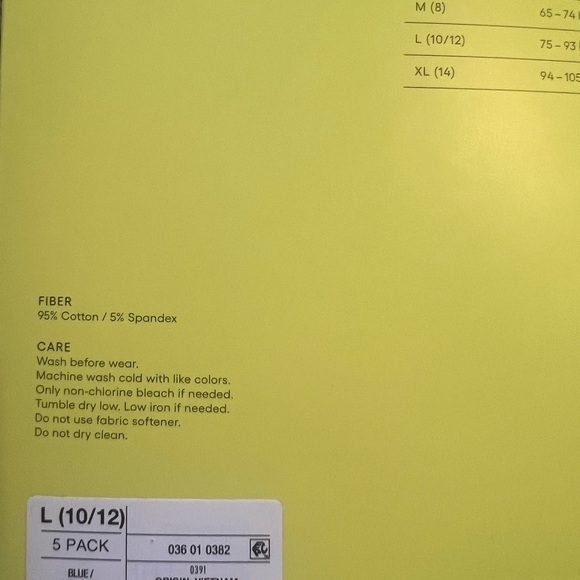 M (8) 65–74
L (10/12) 75–93
XL (14) 94–105
FIBER
95% Cotton / 5% Spandex
CARE
Wash before wear.
Machine wash cold with like colors.
Only non-chlorine bleach if needed.
Tumble dry low. Low iron if needed.
Do not use fabric softener.
Do not dry clean.
L (10/12)
5 PACK 036 01 0382
BLUE/ 0391
ORIGIN: VIETNAM